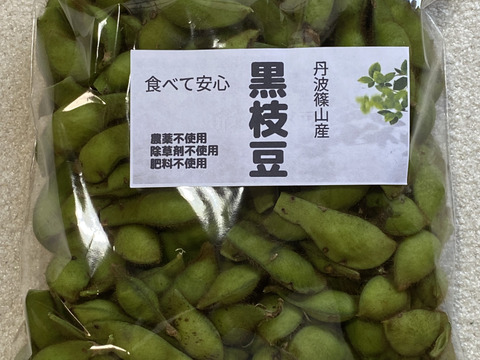 丹波篠山産
黒枝豆
食べて安心
農薬不使用
除草剤不使用
肥料不使用